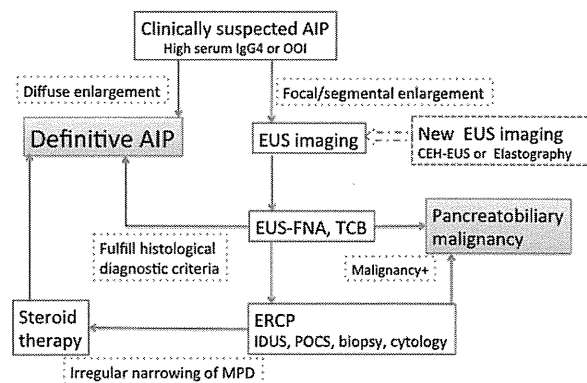 Clinically suspected AIP
High serum IgG4 or OOI
Diffuse enlargement
Focal/segmental enlargement
Definitive AIP
EUS imaging
New EUS imaging
CEH-EUS or Elastography
EUS-FNA, TCB
Pancreatobiliary
malignancy
Fulfill histological
diagnostic criteria
Malignancy+
Steroid
therapy
ERCP
IDUS, POCS, biopsy, cytology
Irregular narrowing of MPD